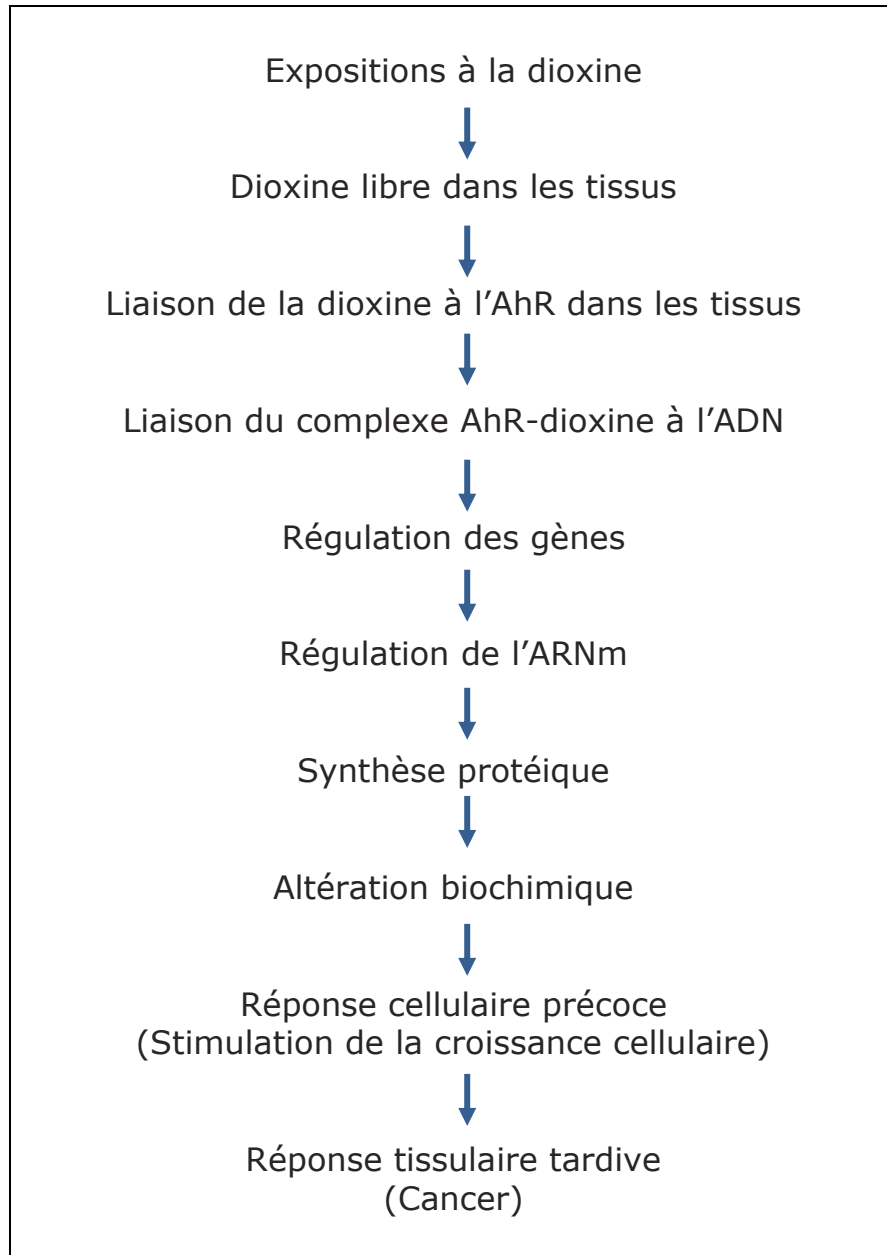 Expositions à la dioxine
Dioxine libre dans les tissus
Liaison de la dioxine à l’AhR dans les tissus
Liaison du complexe AhR-dioxine à l’ADN
Régulation des gènes
Régulation de l’ARNm
Synthèse protéique
Altération biochimique
Réponse cellulaire précoce
(Stimulation de la croissance cellulaire)
Réponse tissulaire tardive
(Cancer)